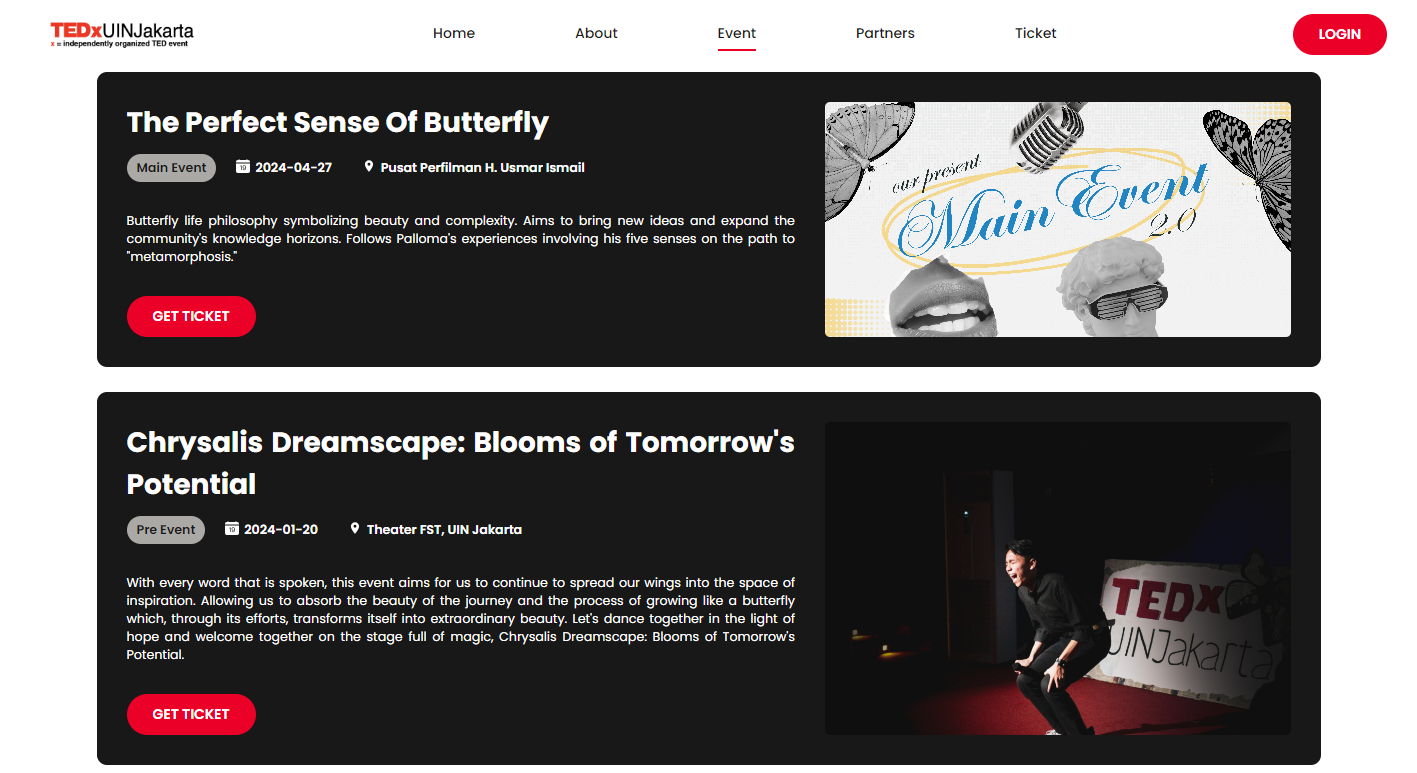 TEDxUINJakarta
x = independently organized TED event
Home
About
Event
Partners
Ticket
LOGIN
The Perfect Sense Of Butterfly
Main Event
2024-04-27
Pusat Perfilman H. Usmar Ismail
Butterfly life philosophy symbolizing beauty and complexity. Aims to bring new ideas and expand the
community's knowledge horizons. Follows Palloma's experiences involving his five senses on the path to
"metamorphosis."
GET TICKET
our present
Main Event
2.0
Chrysalis Dreamscape: Blooms of Tomorrow's
Potential
Pre Event
2024-01-20
Theater FST, UIN Jakarta
With every word that is spoken, this event aims for us to continue to spread our wings into the space of
inspiration. Allowing us to absorb the beauty of the journey and the process of growing like a butterfly
which, through its efforts, transforms itself into extraordinary beauty. Let's dance together in the light of
hope and welcome together on the stage full of magic, Chrysalis Dreamscape: Blooms of Tomorrow's
Potential.
GET TICKET
TEDx
UINJakarta